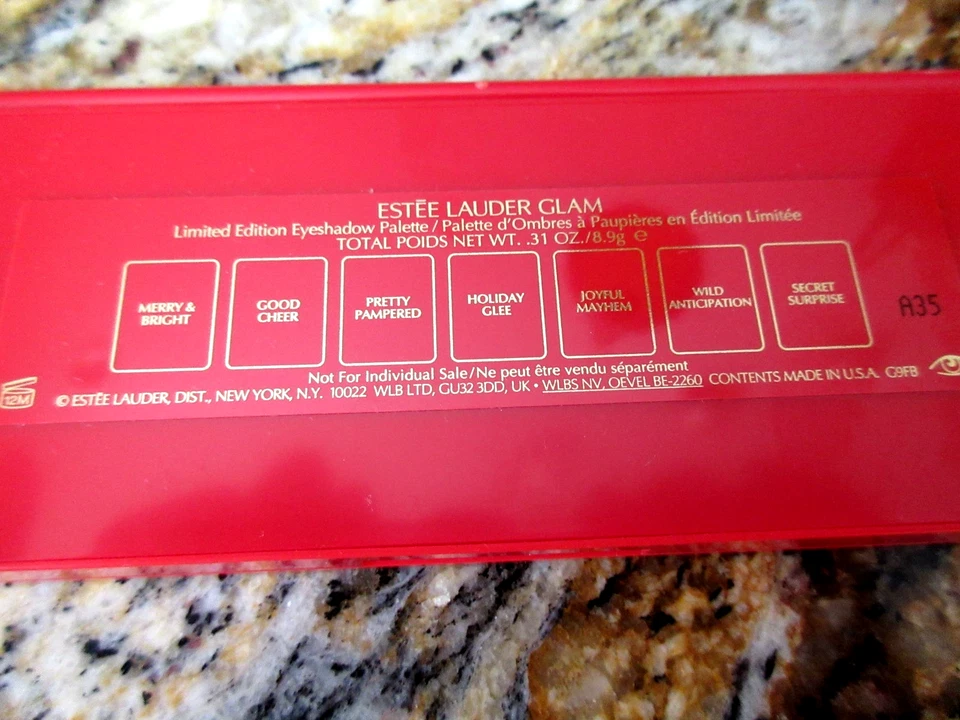 ESTĒE LAUDER GLAM
Limited Edition Eyeshadow Palette / Palette d'Ombres à Paupières en Édition Limitée
TOTAL POIDS NET WT. .31 OZ./8.9g ℮
MERRY &
BRIGHT
GOOD
CHEER
PRETTY
PAMPERED
HOLIDAY
GLEE
JOYFUL
MAYHEM
WILD
ANTICIPATION
SECRET
SURPRISE
A35
Not For Individual Sale/Ne peut être vendu séparément
12M
© ESTĒE LAUDER, DIST., NEW YORK, N.Y. 10022 WLB LTD, GU32 3DD, UK • WLBS NV, OEVEL BE-2260 CONTENTS MADE IN U.S.A. G9FB